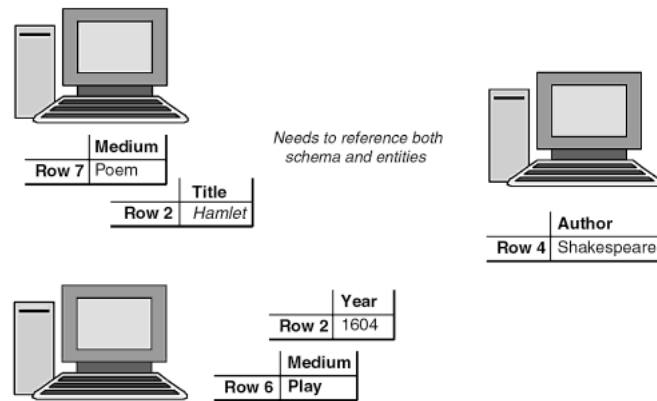 Medium
Row 7 Poem
Title
Row 2 Hamlet
Needs to reference both
schema and entities
Author
Row 4 Shakespeare
Year
Row 2 1604
Medium
Row 6 Play